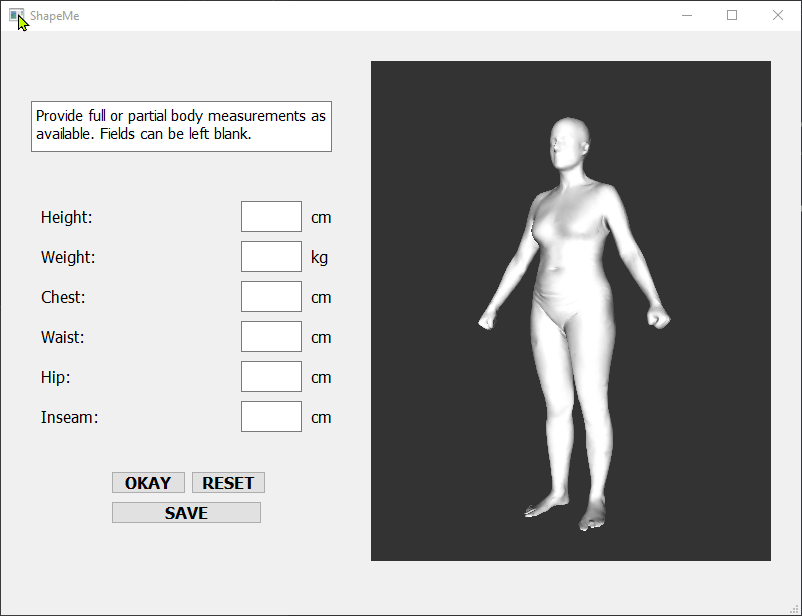 ShapeMe
Provide full or partial body measurements as
available. Fields can be left blank.
Height: cm
Weight: kg
Chest: cm
Waist: cm
Hip: cm
Inseam: cm
OKAY RESET
SAVE